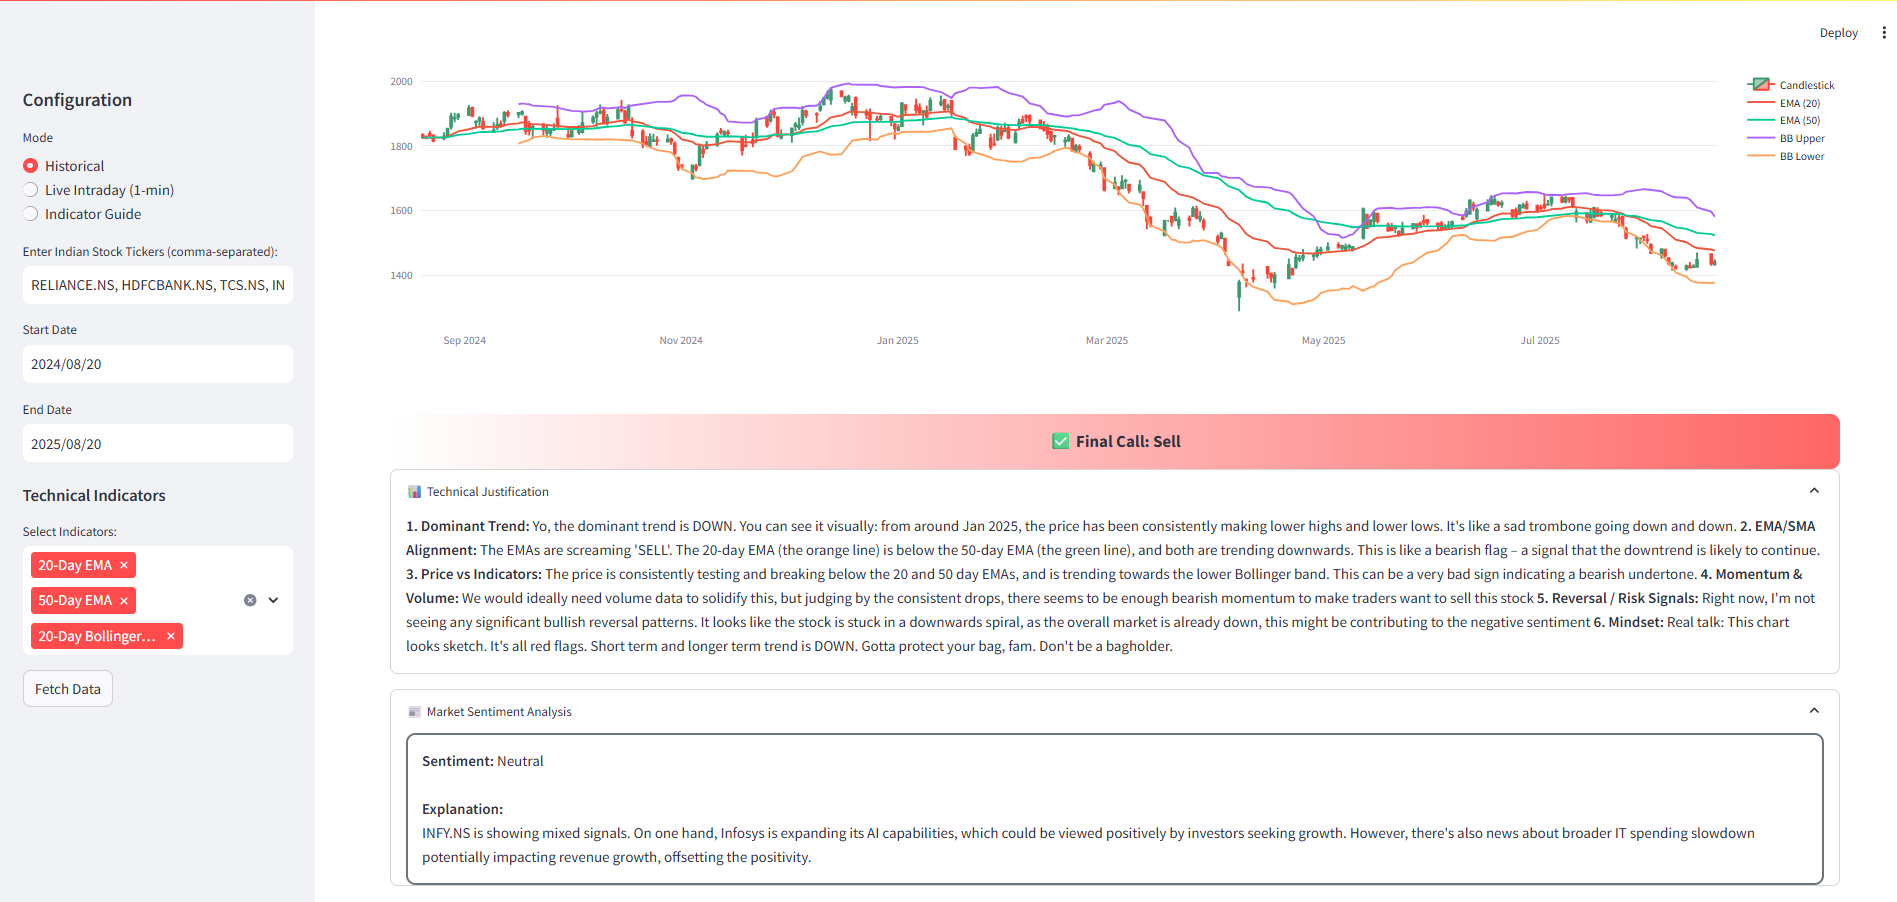 Deploy
Configuration
Mode
Historical
Live Intraday (1-min)
Indicator Guide
Enter Indian Stock Tickers (comma-separated):
RELIANCE.NS, HDFCBANK.NS, TCS.NS, IN
Start Date
2024/08/20
End Date
2025/08/20
Technical Indicators
Select Indicators:
20-Day EMA ×
50-Day EMA ×
20-Day Bollinger... ×
Fetch Data
2000
1800
1600
1400
Sep 2024
Nov 2024
Jan 2025
Mar 2025
May 2025
Jul 2025
Candlestick
EMA (20)
EMA (50)
BB Upper
BB Lower
Final Call: Sell
Technical Justification
1. Dominant Trend: Yo, the dominant trend is DOWN. You can see it visually: from around Jan 2025, the price has been consistently making lower highs and lower lows. It's like a sad trombone going down and down. 2. EMA/SMA
Alignment: The EMAs are screaming 'SELL'. The 20-day EMA (the orange line) is below the 50-day EMA (the green line), and both are trending downwards. This is like a bearish flag – a signal that the downtrend is likely to continue.
3. Price vs Indicators: The price is consistently testing and breaking below the 20 and 50 day EMAs, and is trending towards the lower Bollinger band. This can be a very bad sign indicating a bearish undertone. 4. Momentum &
Volume: We would ideally need volume data to solidify this, but judging by the consistent drops, there seems to be enough bearish momentum to make traders want to sell this stock 5. Reversal / Risk Signals: Right now, I'm not
seeing any significant bullish reversal patterns. It looks like the stock is stuck in a downwards spiral, as the overall market is already down, this might be contributing to the negative sentiment 6. Mindset: Real talk: This chart
looks sketch. It's all red flags. Short term and longer term trend is DOWN. Gotta protect your bag, fam. Don't be a bagholder.
Market Sentiment Analysis
Sentiment: Neutral
Explanation:
INFY.NS is showing mixed signals. On one hand, Infosys is expanding its AI capabilities, which could be viewed positively by investors seeking growth. However, there's also news about broader IT spending slowdown
potentially impacting revenue growth, offsetting the positivity.